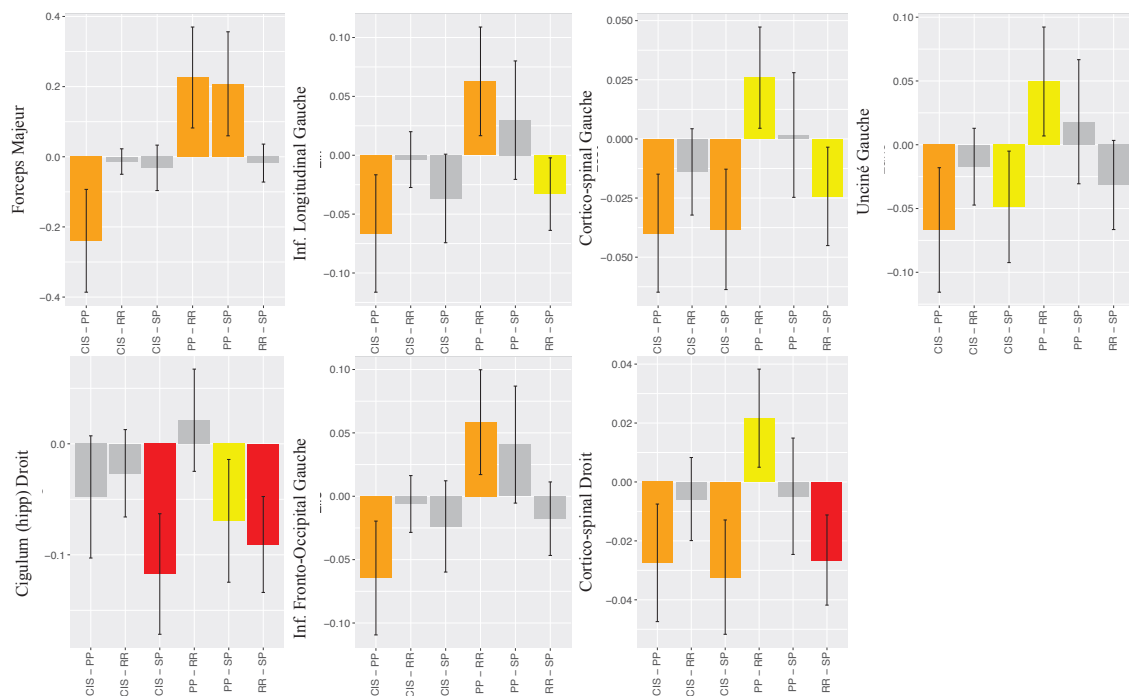 Forceps Majeur
0.4
0.2
0.0
−0.2
−0.4
CIS − PP
CIS − RR
CIS − SP
PP − RR
PP − SP
RR − SP
Inf. Longitudinal Gauche
0.10
0.05
0.00
−0.05
−0.10
CIS − PP
CIS − RR
CIS − SP
PP − RR
PP − SP
RR − SP
Cortico-spinal Gauche
0.050
0.025
0.000
−0.025
−0.050
CIS − PP
CIS − RR
CIS − SP
PP − RR
PP − SP
RR − SP
Unciné Gauche
0.10
0.05
0.00
−0.05
−0.10
CIS − PP
CIS − RR
CIS − SP
PP − RR
PP − SP
RR − SP
Cigulum (hipp) Droit
0.0
−0.1
CIS − PP
CIS − RR
CIS − SP
PP − RR
PP − SP
RR − SP
Inf. Fronto-Occipital Gauche
0.10
0.05
0.00
−0.05
−0.10
CIS − PP
CIS − RR
CIS − SP
PP − RR
PP − SP
RR − SP
Cortico-spinal Droit
0.04
0.02
0.00
−0.02
−0.04
CIS − PP
CIS − RR
CIS − SP
PP − RR
PP − SP
RR − SP